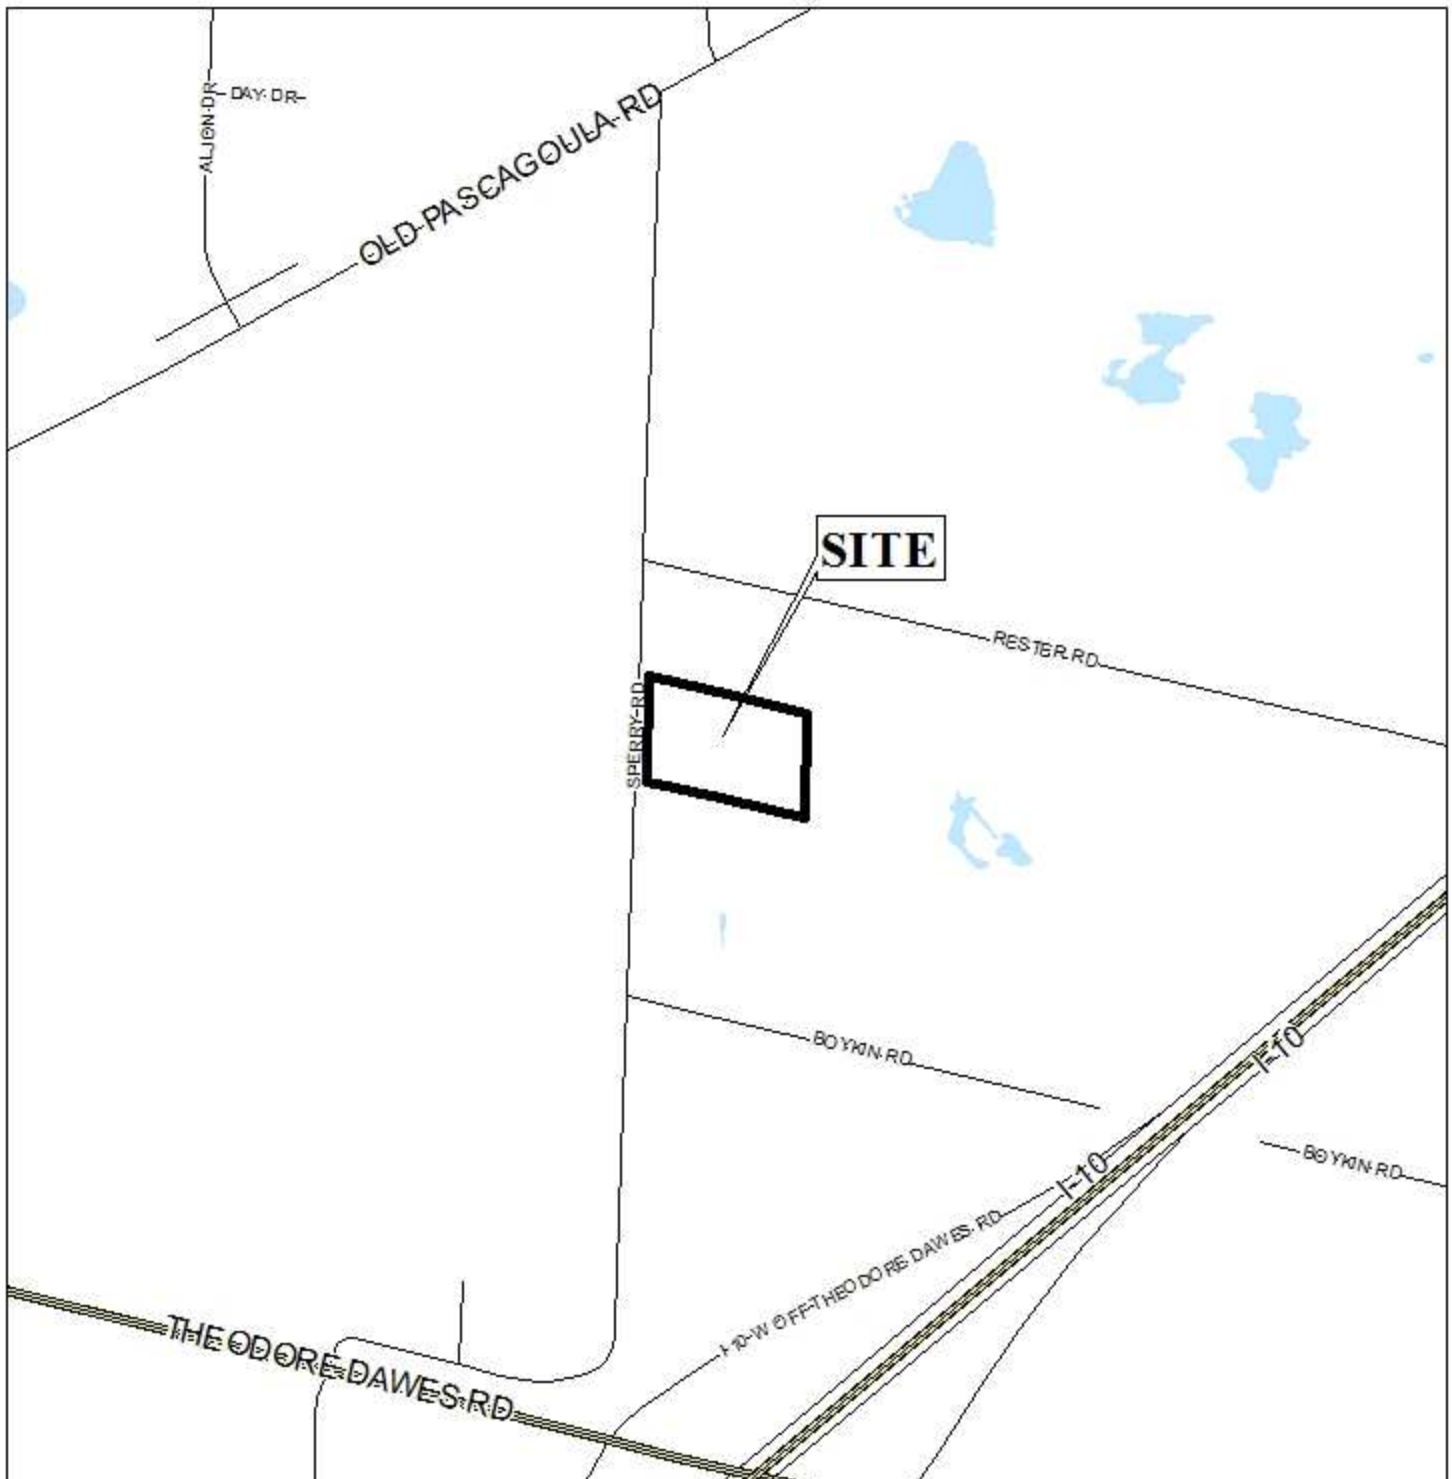 DAY DR
ALJON DR
OLD PASCAGOULA RD
SITE
RESTER RD
SPERRY RD
BOYKIN RD
I-10
I-10
BOYKIN RD
I-10-W OFF-THEODORE DAWES RD
THEODORE DAWES RD